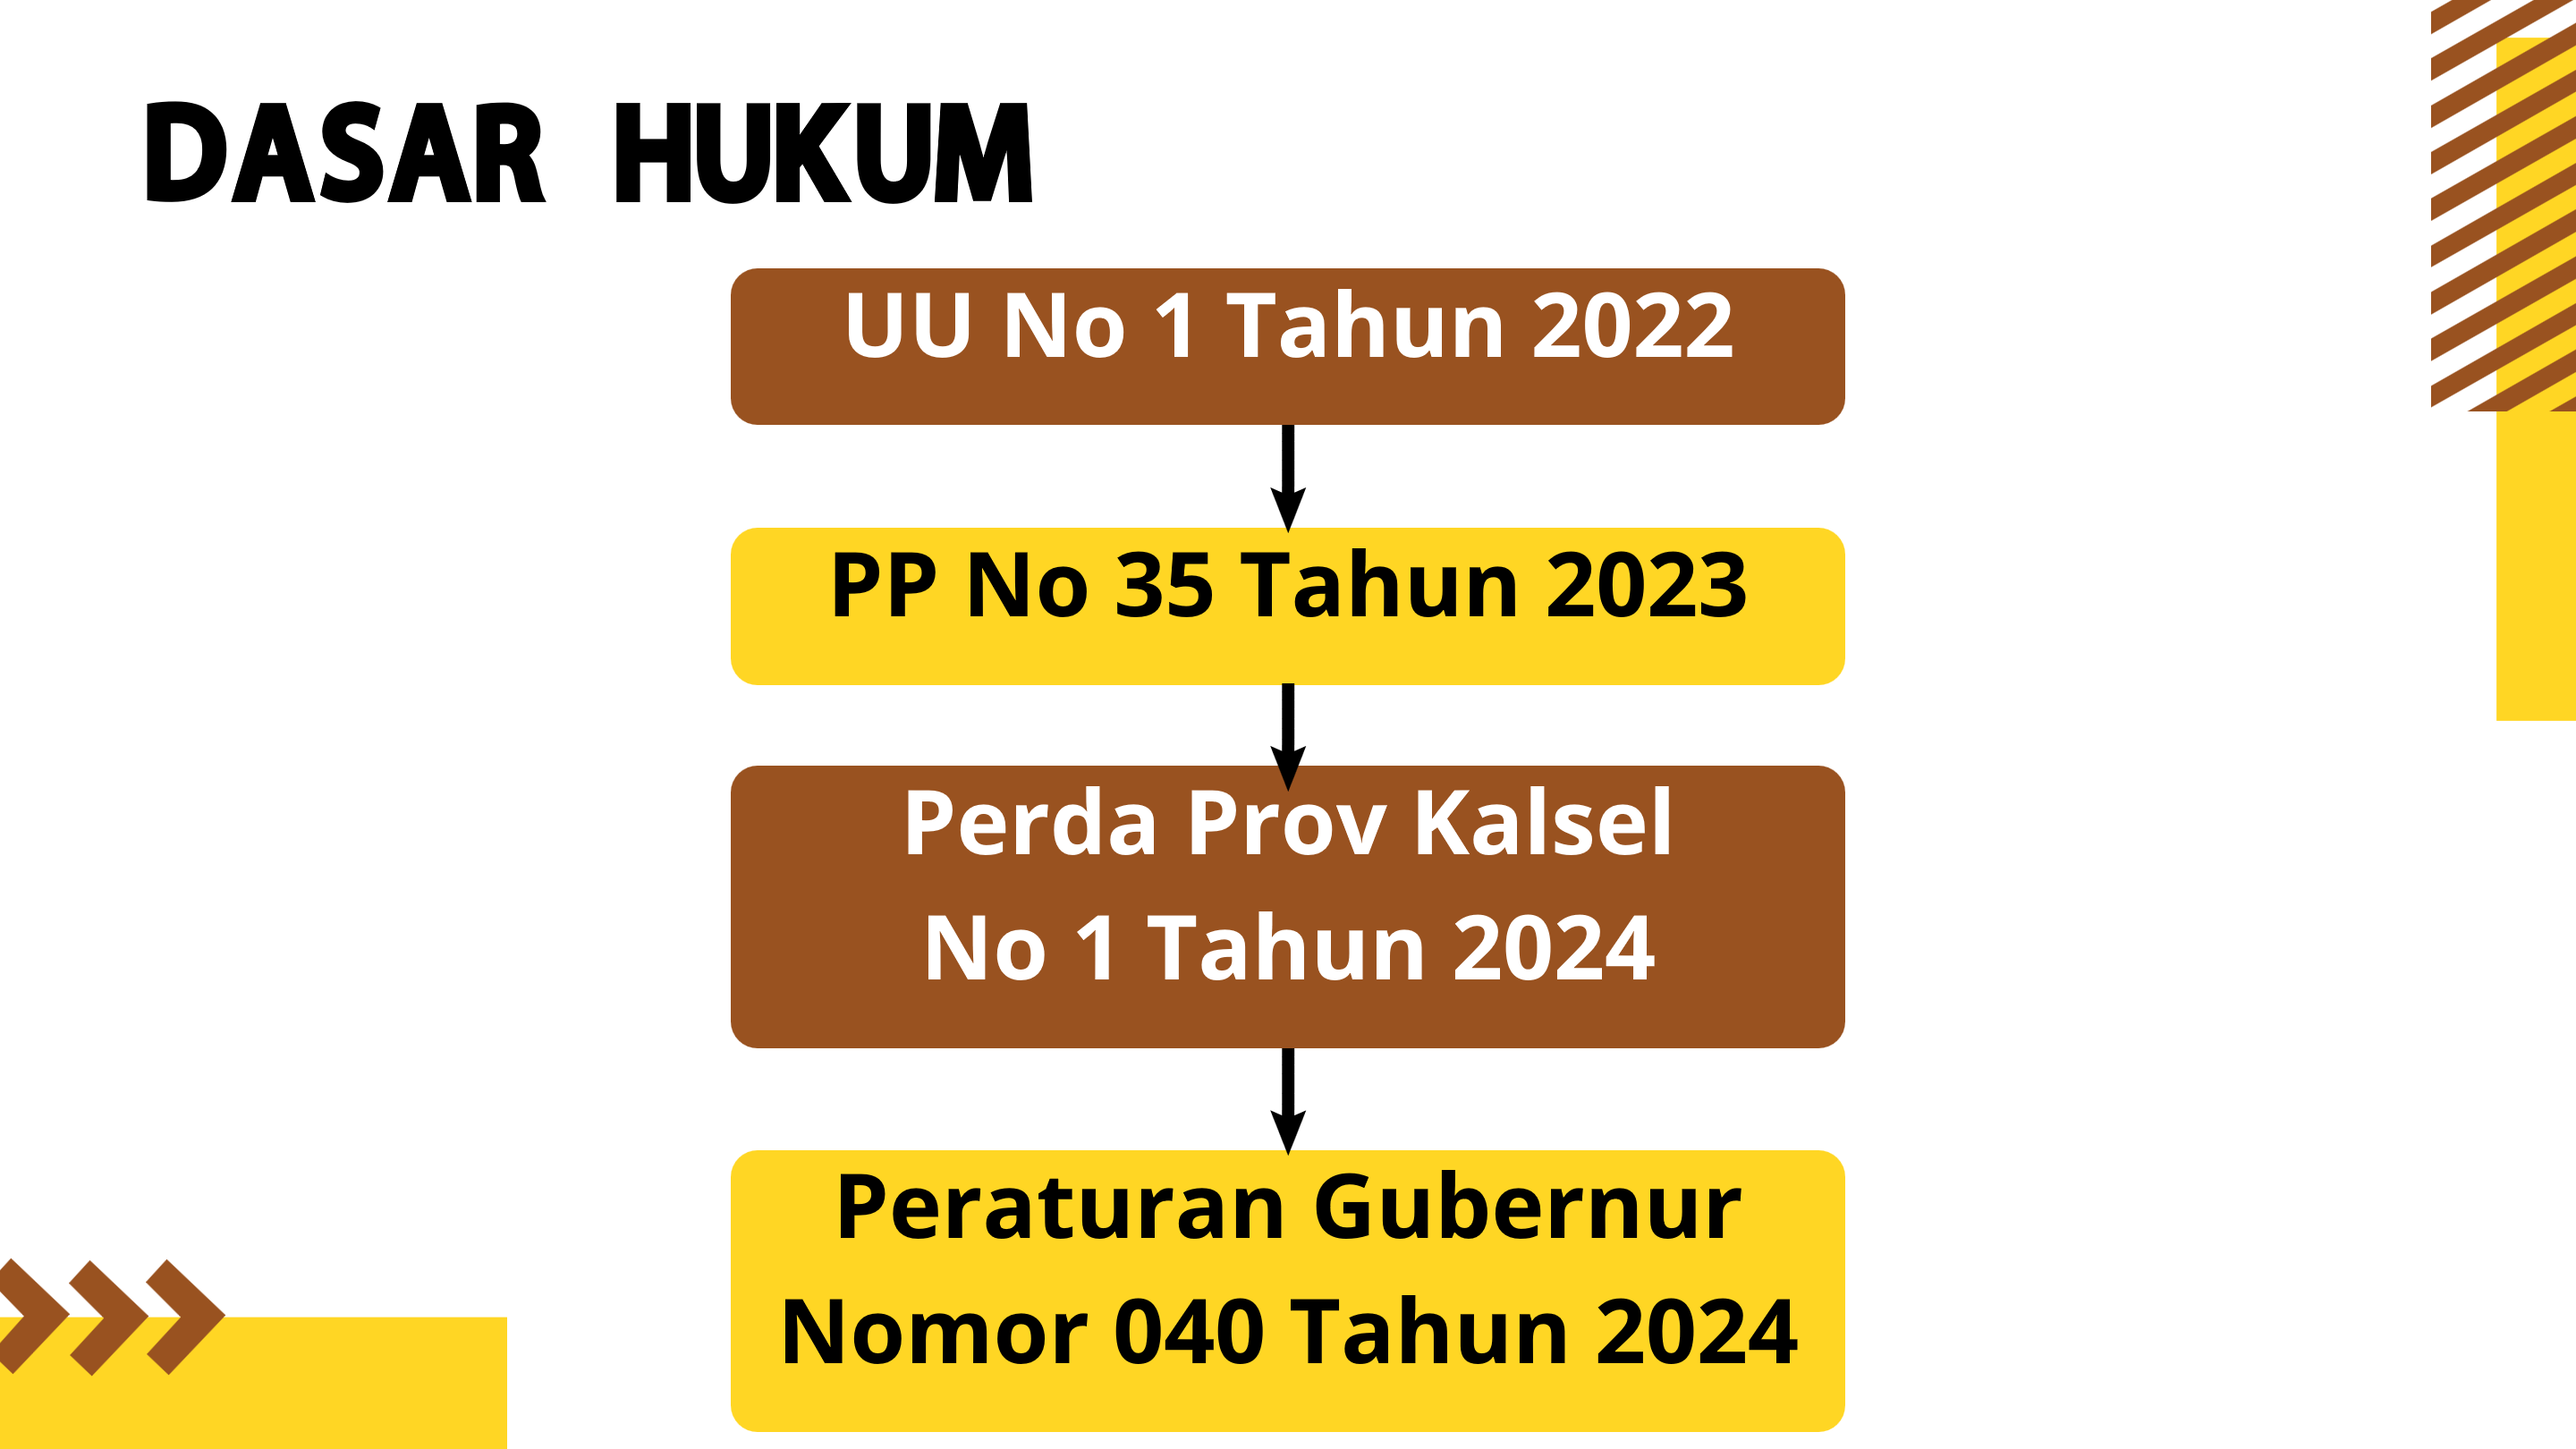 DASAR HUKUM
UU No 1 Tahun 2022
PP No 35 Tahun 2023
Perda Prov Kalsel
No 1 Tahun 2024
Peraturan Gubernur
Nomor 040 Tahun 2024